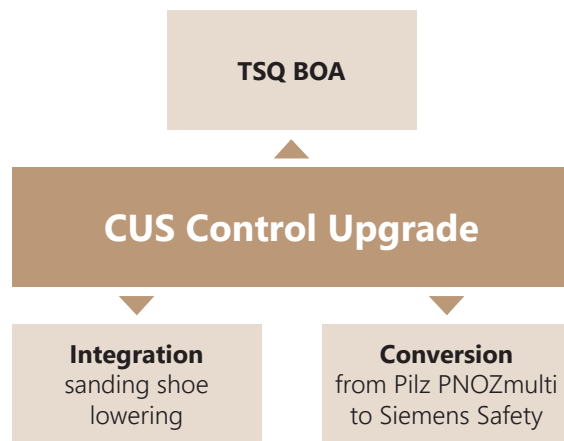 TSQ BOA
CUS Control Upgrade
Integration
sanding shoe
lowering
Conversion
from Pilz PNOZmulti
to Siemens Safety